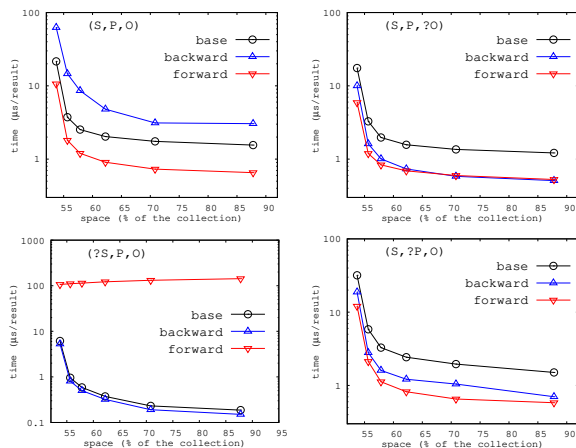 (S,P,O)
base
backward
forward
time (μs/result)
100
10
1
55 60 65 70 75 80 85 90
space (% of the collection)
(S,P,?O)
base
backward
forward
time (μs/result)
100
10
1
55 60 65 70 75 80 85 90
space (% of the collection)
(?S,P,O)
base
backward
forward
time (μs/result)
1000
100
10
1
0.1
55 60 65 70 75 80 85 90 95
space (% of the collection)
(S,?P,O)
base
backward
forward
time (μs/result)
100
10
1
55 60 65 70 75 80 85 90
space (% of the collection)